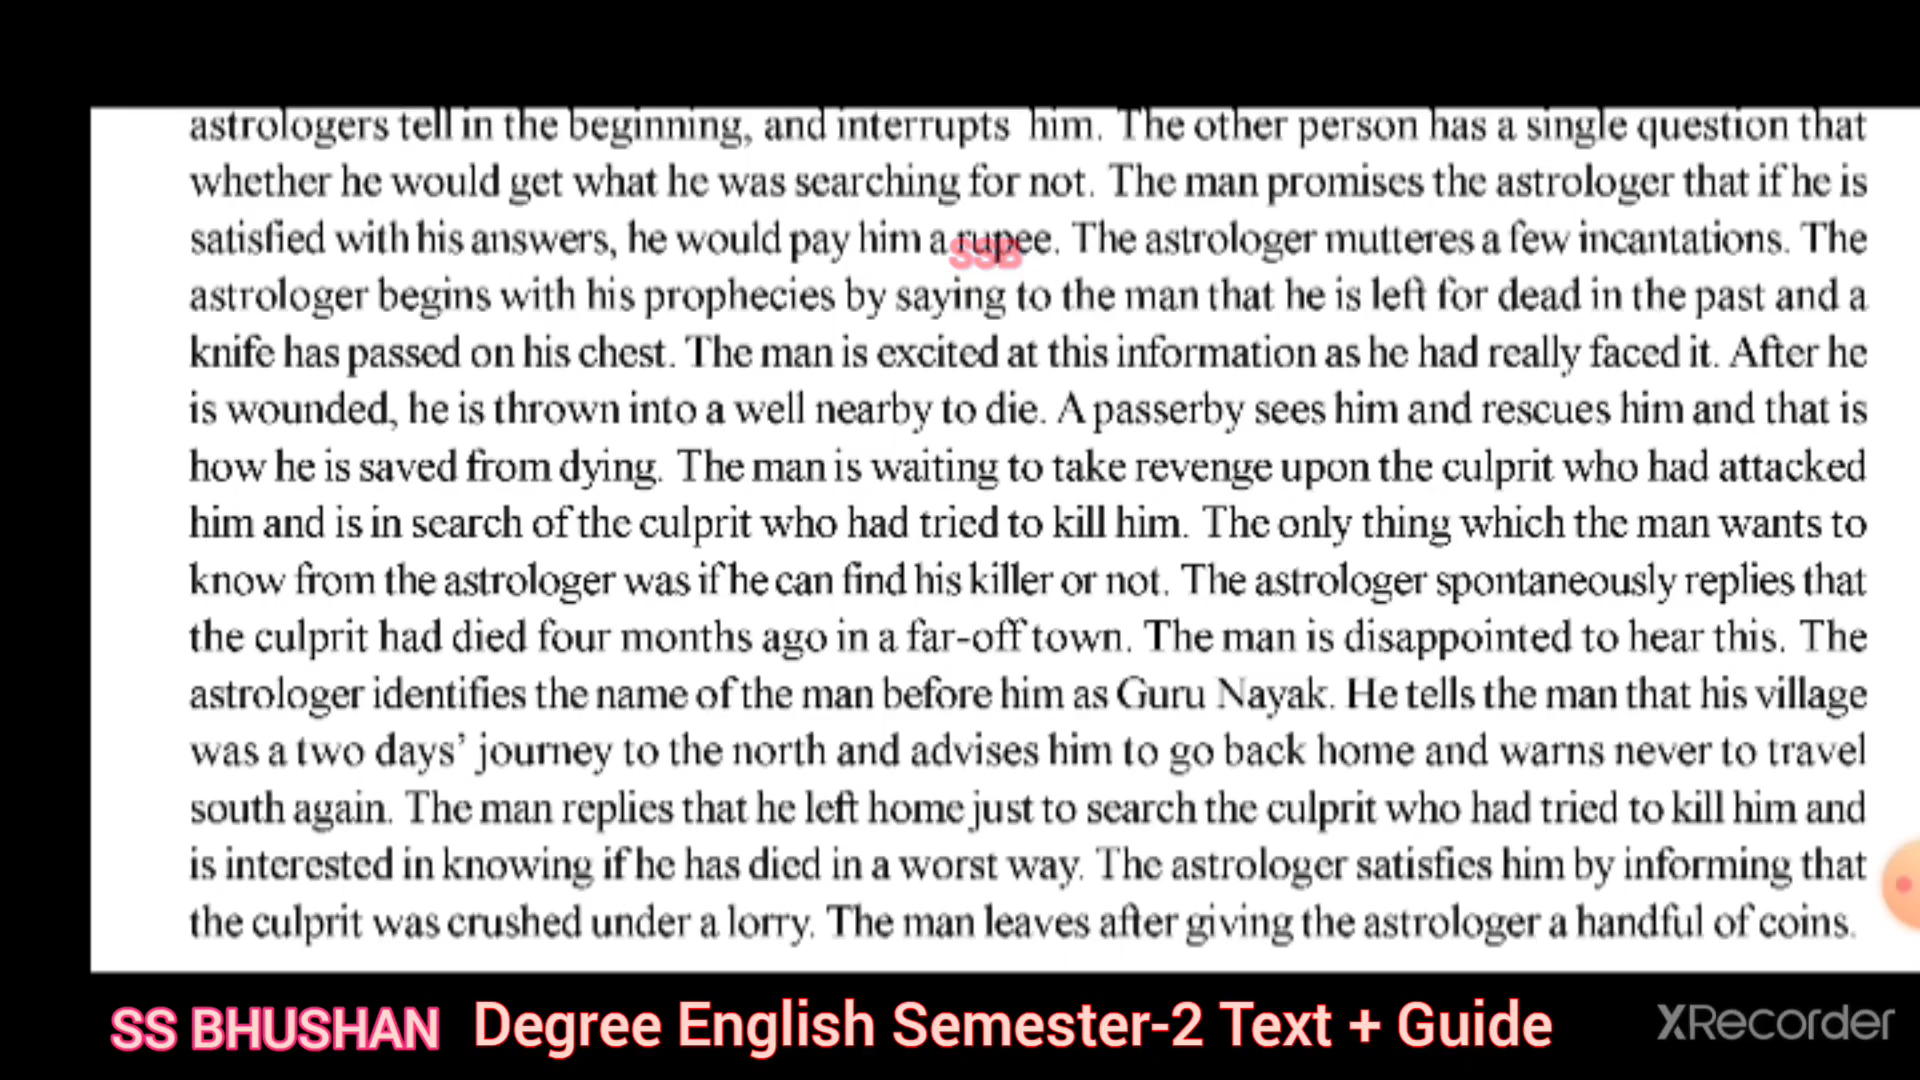 astrologers tell in the beginning, and interrupts him. The other person has a single question that
whether he would get what he was searching for not. The man promises the astrologer that if he is
satisfied with his answers, he would pay him a rupee. The astrologer mutteres a few incantations. The
SSB
astrologer begins with his prophecies by saying to the man that he is left for dead in the past and a
knife has passed on his chest. The man is excited at this information as he had really faced it. After he
is wounded, he is thrown into a well nearby to die. A passerby sees him and rescues him and that is
how he is saved from dying. The man is waiting to take revenge upon the culprit who had attacked
him and is in search of the culprit who had tried to kill him. The only thing which the man wants to
know from the astrologer was if he can find his killer or not. The astrologer spontaneously replies that
the culprit had died four months ago in a far-off town. The man is disappointed to hear this. The
astrologer identifies the name of the man before him as Guru Nayak. He tells the man that his village
was a two days’ journey to the north and advises him to go back home and warns never to travel
south again. The man replies that he left home just to search the culprit who had tried to kill him and
is interested in knowing if he has died in a worst way. The astrologer satisfies him by informing that
the culprit was crushed under a lorry. The man leaves after giving the astrologer a handful of coins.
SS BHUSHAN Degree English Semester-2 Text + Guide
XRecorder